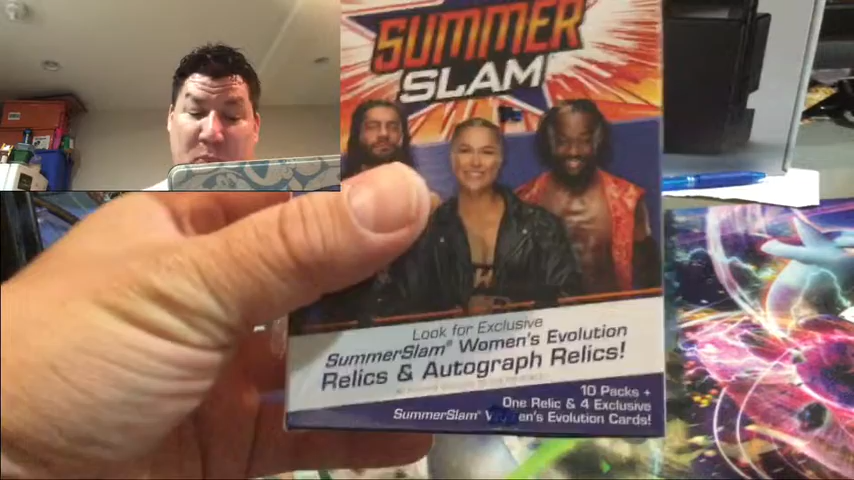 SUMMER
SLAM
Look for Exclusive
SummerSlam® Women's Evolution
Relics & Autograph Relics!
10 Packs +
One Relic & 4 Exclusive
SummerSlam® Women's Evolution Cards!